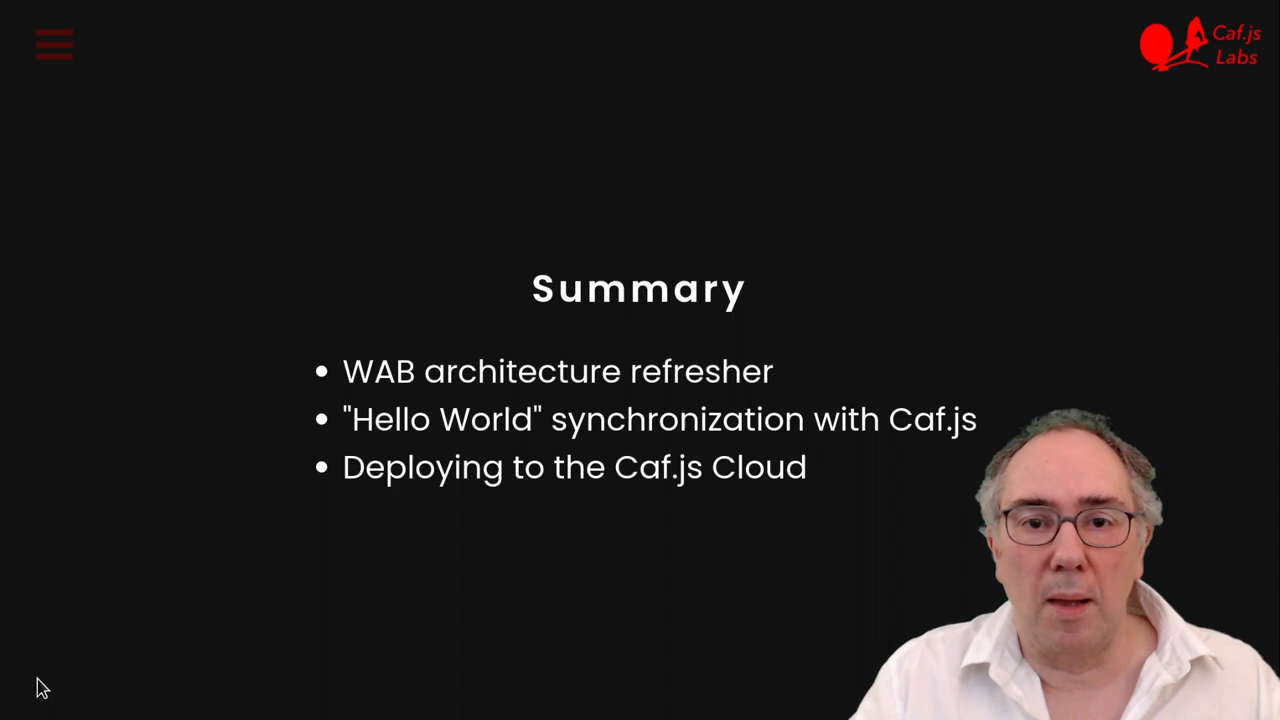 Caf.js
Labs
Summary
WAB architecture refresher
"Hello World" synchronization with Caf.js
Deploying to the Caf.js Cloud